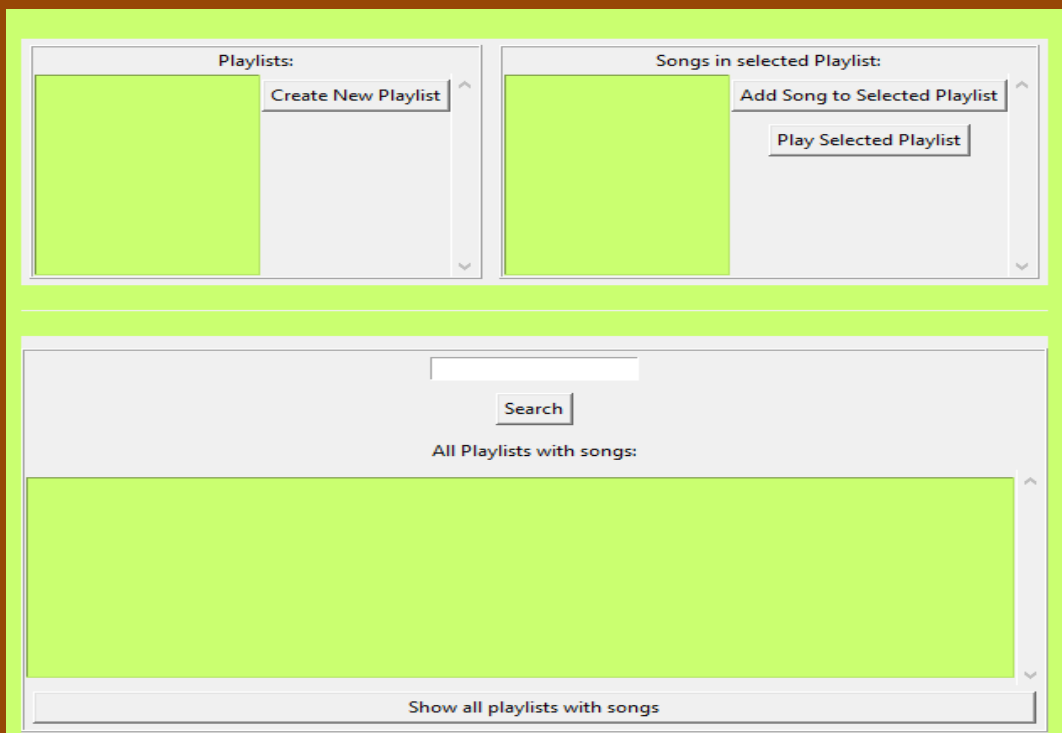 Playlists:
Create New Playlist
Songs in selected Playlist:
Add Song to Selected Playlist
Play Selected Playlist
Search
All Playlists with songs:
Show all playlists with songs